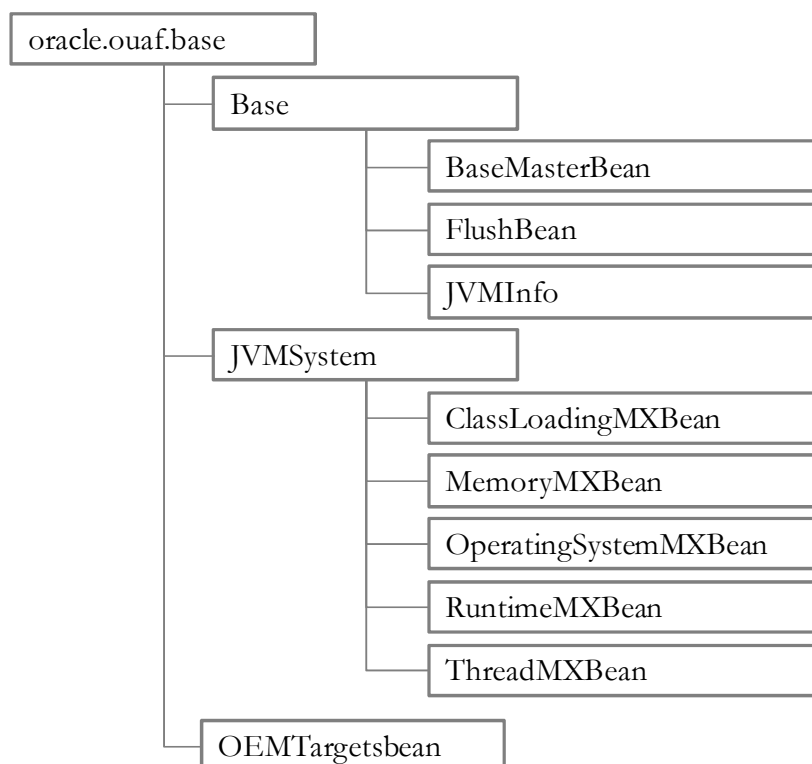 oracle.ouaf.base
Base
BaseMasterBean
FlushBean
JVMInfo
JVMSystem
ClassLoadingMXBean
MemoryMXBean
OperatingSystemMXBean
RuntimeMXBean
ThreadMXBean
OEMTargetsbean